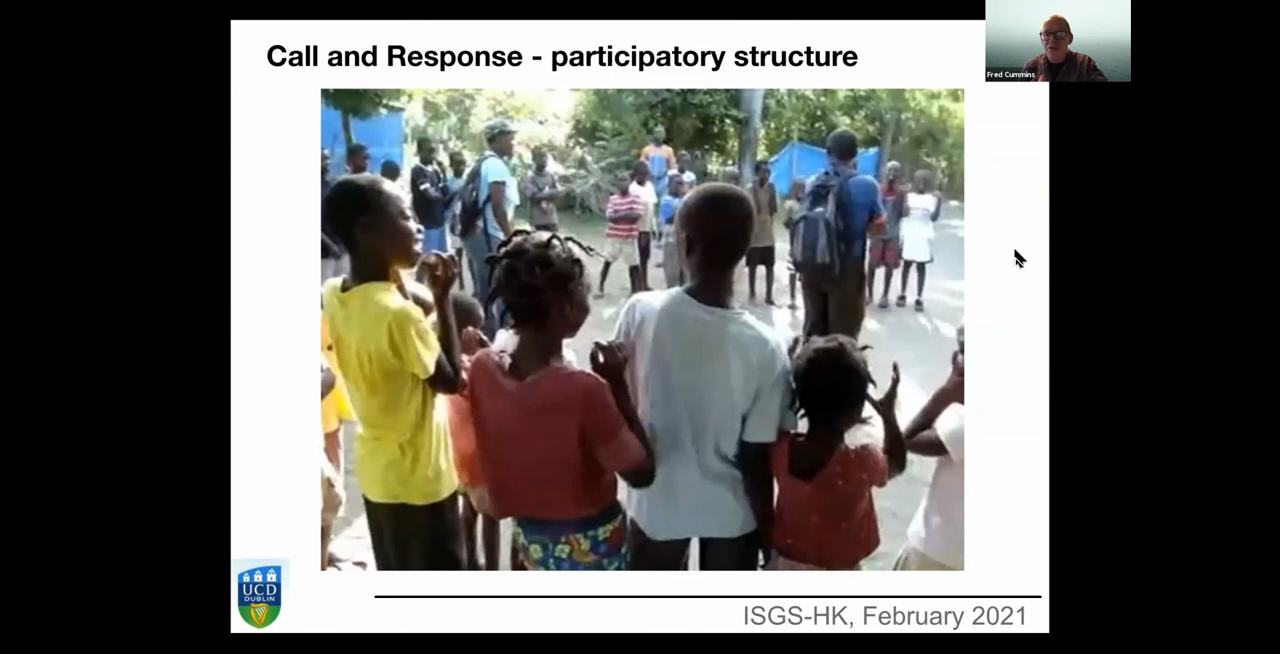 Call and Response - participatory structure
Fred Cummins
UCD
DUBLIN
ISGS-HK, February 2021